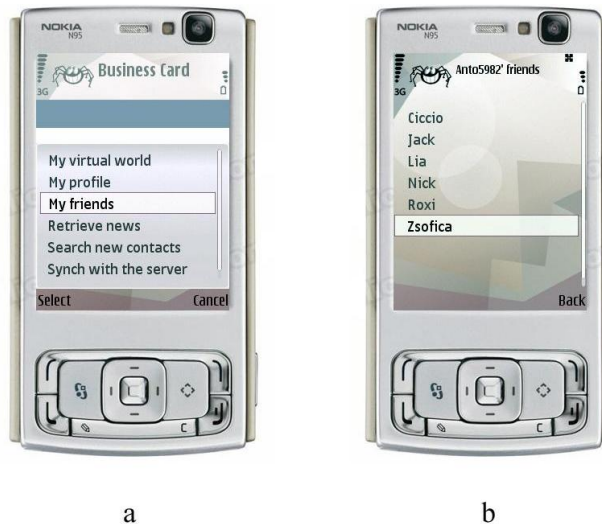 NOKIA
N95
3G
Business Card
My virtual world
My profile
My friends
Retrieve news
Search new contacts
Synch with the server
Select Cancel
C
a
NOKIA
N95
3G
Anto5982' friends
Ciccio
Jack
Lia
Nick
Roxi
Zsofica
Back
C
b